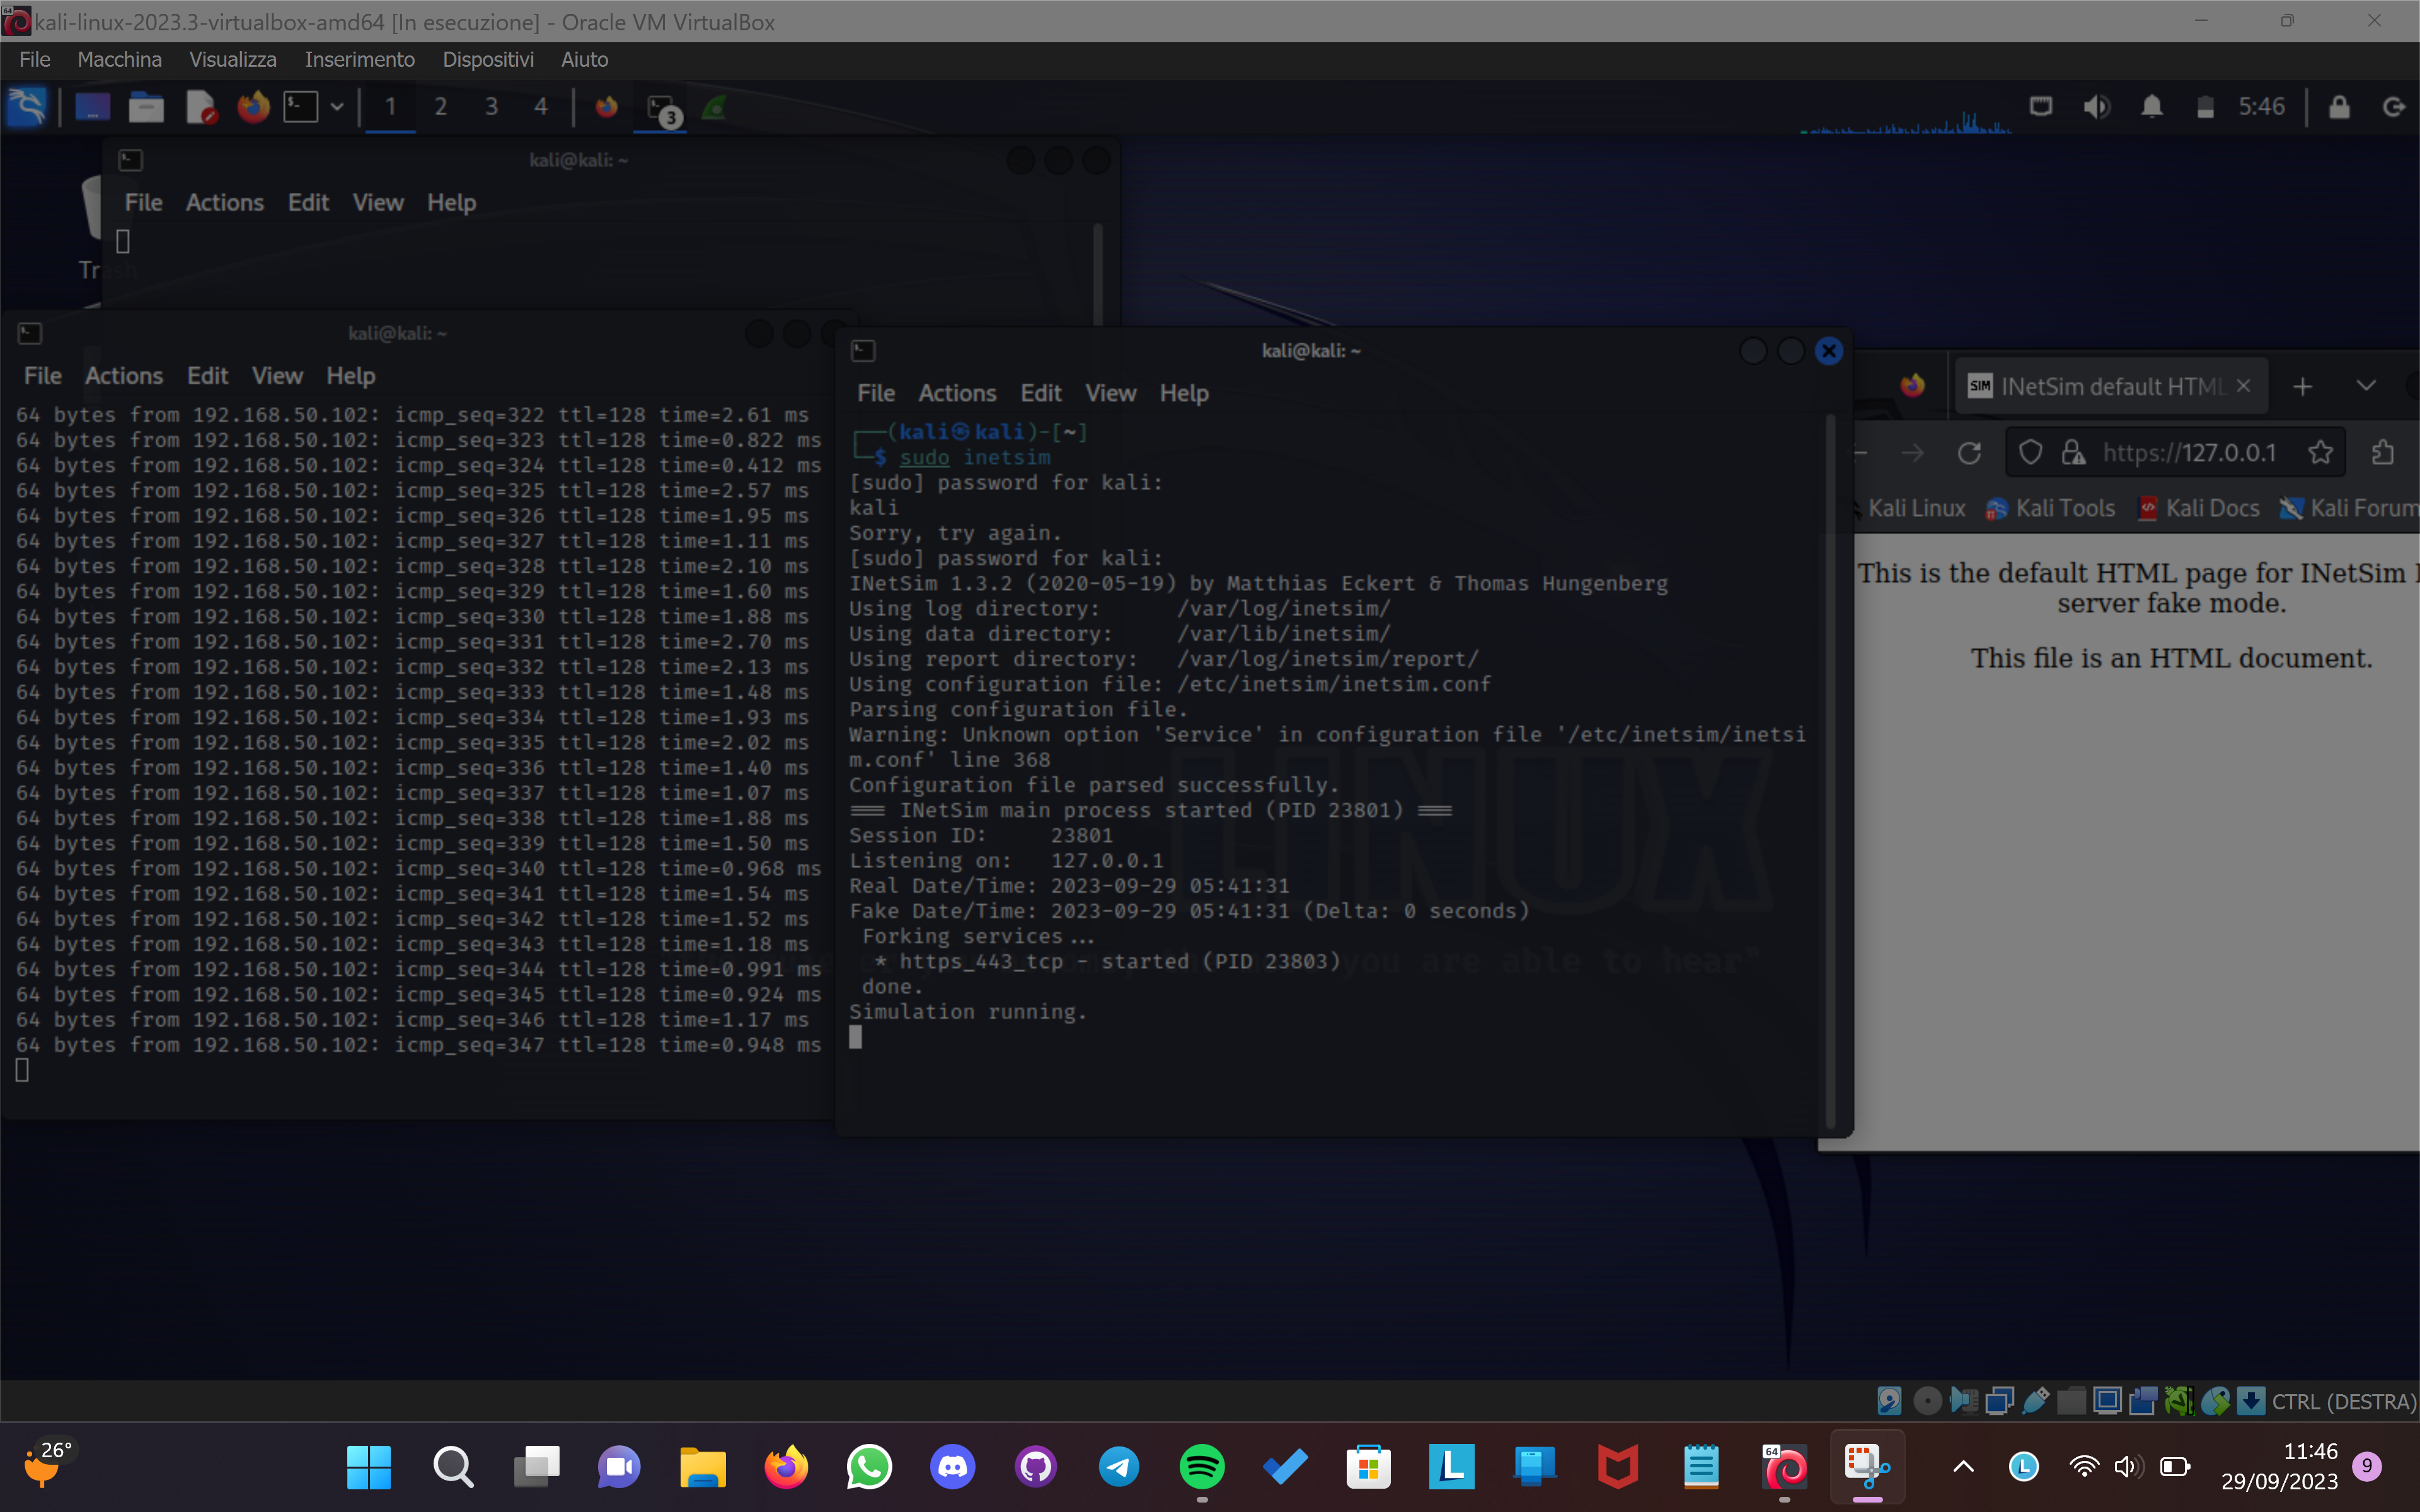 kali-linux-2023.3-virtualbox-amd64 [In esecuzione] - Oracle VM VirtualBox
File Macchina Visualizza Inserimento Dispositivi Aiuto
1 2 3 4 3 5:46
kali@kali: ~
File Actions Edit View Help
Trash
kali@kali: ~
File Actions Edit View Help
64 bytes from 192.168.50.102: icmp_seq=322 ttl=128 time=2.61 ms
64 bytes from 192.168.50.102: icmp_seq=323 ttl=128 time=0.822 ms
64 bytes from 192.168.50.102: icmp_seq=324 ttl=128 time=0.412 ms
64 bytes from 192.168.50.102: icmp_seq=325 ttl=128 time=2.57 ms
64 bytes from 192.168.50.102: icmp_seq=326 ttl=128 time=1.95 ms
64 bytes from 192.168.50.102: icmp_seq=327 ttl=128 time=1.11 ms
64 bytes from 192.168.50.102: icmp_seq=328 ttl=128 time=2.10 ms
64 bytes from 192.168.50.102: icmp_seq=329 ttl=128 time=1.60 ms
64 bytes from 192.168.50.102: icmp_seq=330 ttl=128 time=1.88 ms
64 bytes from 192.168.50.102: icmp_seq=331 ttl=128 time=2.70 ms
64 bytes from 192.168.50.102: icmp_seq=332 ttl=128 time=2.13 ms
64 bytes from 192.168.50.102: icmp_seq=333 ttl=128 time=1.48 ms
64 bytes from 192.168.50.102: icmp_seq=334 ttl=128 time=1.93 ms
64 bytes from 192.168.50.102: icmp_seq=335 ttl=128 time=2.02 ms
64 bytes from 192.168.50.102: icmp_seq=336 ttl=128 time=1.40 ms
64 bytes from 192.168.50.102: icmp_seq=337 ttl=128 time=1.07 ms
64 bytes from 192.168.50.102: icmp_seq=338 ttl=128 time=1.88 ms
64 bytes from 192.168.50.102: icmp_seq=339 ttl=128 time=1.50 ms
64 bytes from 192.168.50.102: icmp_seq=340 ttl=128 time=0.968 ms
64 bytes from 192.168.50.102: icmp_seq=341 ttl=128 time=1.54 ms
64 bytes from 192.168.50.102: icmp_seq=342 ttl=128 time=1.52 ms
64 bytes from 192.168.50.102: icmp_seq=343 ttl=128 time=1.18 ms
64 bytes from 192.168.50.102: icmp_seq=344 ttl=128 time=0.991 ms
64 bytes from 192.168.50.102: icmp_seq=345 ttl=128 time=0.924 ms
64 bytes from 192.168.50.102: icmp_seq=346 ttl=128 time=1.17 ms
64 bytes from 192.168.50.102: icmp_seq=347 ttl=128 time=0.948 ms
kali@kali: ~
File Actions Edit View Help
(kali㉿kali)-[~]
$ sudo inetsim
[sudo] password for kali:
kali
Sorry, try again.
[sudo] password for kali:
INetSim 1.3.2 (2020-05-19) by Matthias Eckert & Thomas Hungenberg
Using log directory: /var/log/inetsim/
Using data directory: /var/lib/inetsim/
Using report directory: /var/log/inetsim/report/
Using configuration file: /etc/inetsim/inetsim.conf
Parsing configuration file.
Warning: Unknown option 'Service' in configuration file '/etc/inetsim/inetsi
m.conf' line 368
Configuration file parsed successfully.
=== INetSim main process started (PID 23801) ===
Session ID: 23801
Listening on: 127.0.0.1
Real Date/Time: 2023-09-29 05:41:31
Fake Date/Time: 2023-09-29 05:41:31 (Delta: 0 seconds)
Forking services...
* https_443_tcp - started (PID 23803)
done.
Simulation running.
LINUX
you are able to hear"
SIM INetSim default HTML
https://127.0.0.1
Kali Linux Kali Tools Kali Docs Kali Forum
This is the default HTML page for INetSim
server fake mode.
This file is an HTML document.
CTRL (DESTRA)
26°
64
11:46
29/09/2023
9